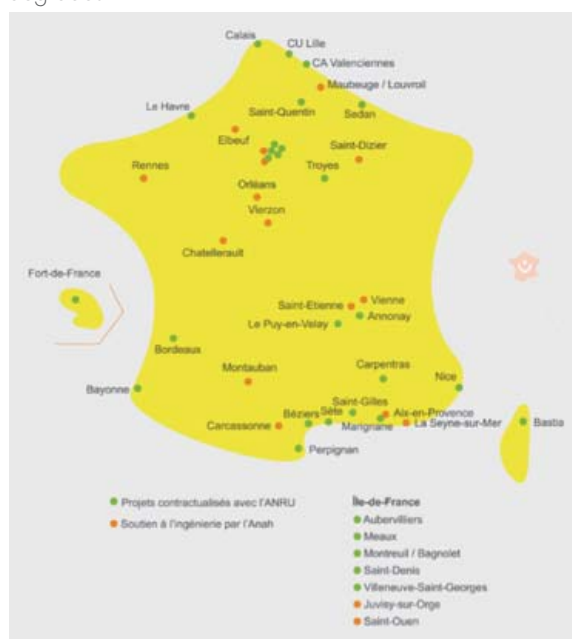 Calais
CU Lille
CA Valenciennes
Maubeuge / Louvroil
Le Havre
Saint-Quentin
Sedan
Elbeuf
Saint-Dizier
Rennes
Troyes
Orléans
Vierzon
Chatellerault
Fort-de-France
Saint-Etienne
Vienne
Annonay
Le Puy-en-Velay
Bordeaux
Montauban
Carpentras
Bayonne
Nice
Saint-Gilles
Béziers
Sète
Aix-en-Provence
Carcassonne
Marignane
La Seyne-sur-Mer
Bastia
Perpignan
Projets contractualisés avec l'ANRU
Soutien à l'ingénierie par l'Anah
Île-de-France
Aubervilliers
Meaux
Montreuil / Bagnolet
Saint-Denis
Villeneuve-Saint-Georges
Juvisy-sur-Orge
Saint-Ouen